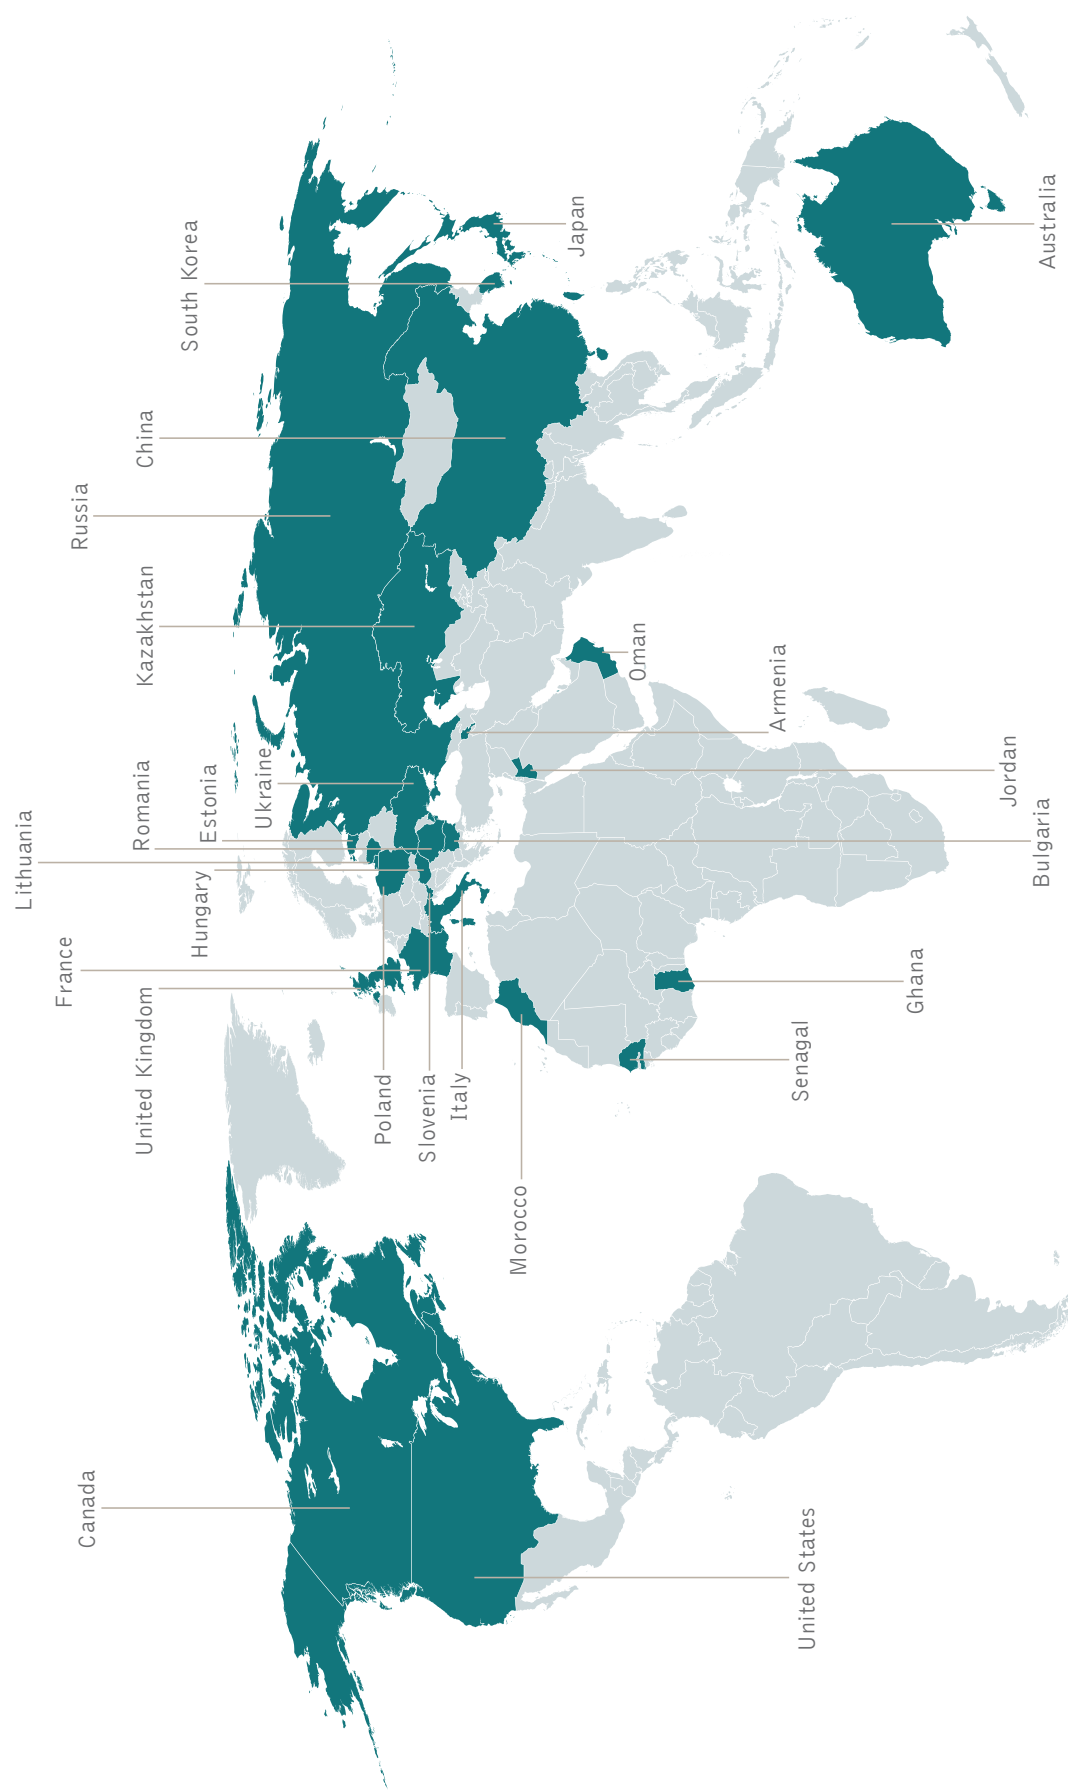 Canada
United States
United Kingdom
France
Lithuania
Hungary
Romania
Estonia
Ukraine
Kazakhstan
Russia
China
South Korea
Japan
Australia
Poland
Slovenia
Italy
Morocco
Senagal
Ghana
Bulgaria
Jordan
Armenia
Oman